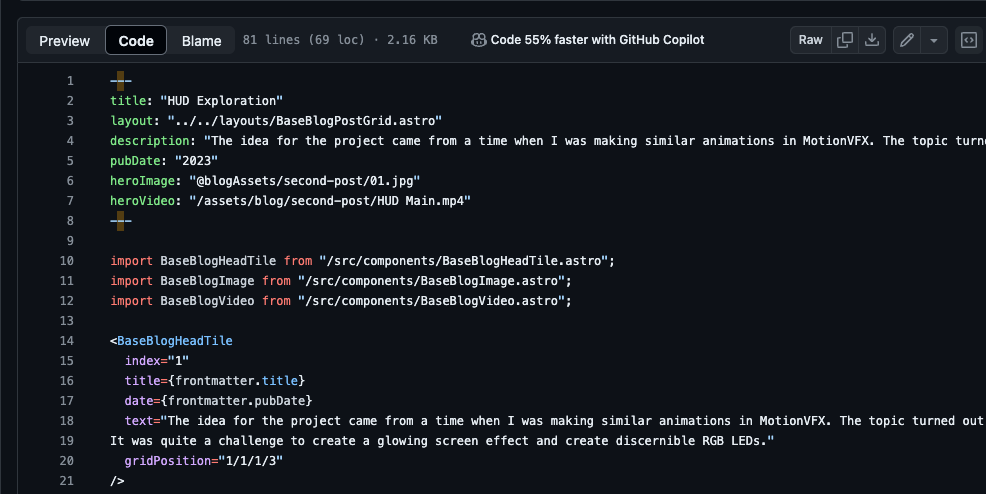 Preview Code Blame 81 lines (69 loc) · 2.16 KB Code 55% faster with GitHub Copilot Raw
1 ---
2 title: "HUD Exploration"
3 layout: "../../layouts/BaseBlogPostGrid.astro"
4 description: "The idea for the project came from a time when I was making similar animations in MotionVFX. The topic turn
5 pubDate: "2023"
6 heroImage: "@blogAssets/second-post/01.jpg"
7 heroVideo: "/assets/blog/second-post/HUD Main.mp4"
8 ---
9
10 import BaseBlogHeadTile from "/src/components/BaseBlogHeadTile.astro";
11 import BaseBlogImage from "/src/components/BaseBlogImage.astro";
12 import BaseBlogVideo from "/src/components/BaseBlogVideo.astro";
13
14 <BaseBlogHeadTile
15 index="1"
16 title={frontmatter.title}
17 date={frontmatter.pubDate}
18 text="The idea for the project came from a time when I was making similar animations in MotionVFX. The topic turned out
19 It was quite a challenge to create a glowing screen effect and create discernible RGB LEDs."
20 gridPosition="1/1/1/3"
21 />